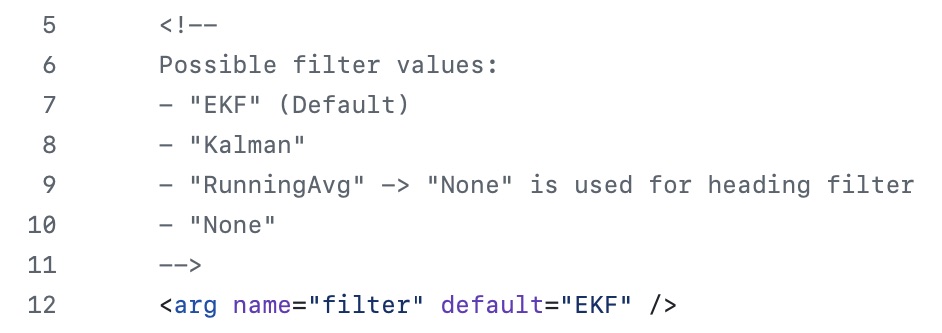 5 <!--
6 Possible filter values:
7 - "EKF" (Default)
8 - "Kalman"
9 - "RunningAvg" -> "None" is used for heading filter
10 - "None"
11 -->
12 <arg name="filter" default="EKF" />